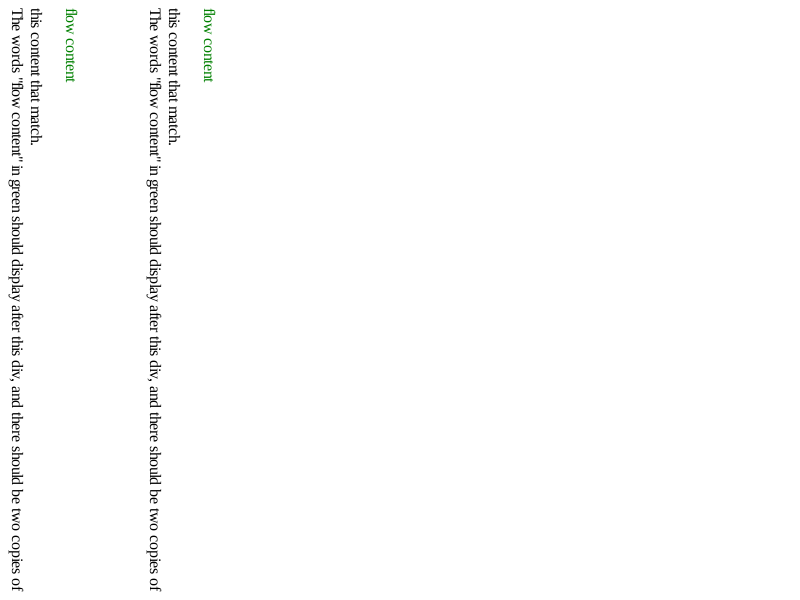 The words "flow content" in green should display after this div, and there should be two copies of
this content that match.
flow content
The words "flow content" in green should display after this div, and there should be two copies of
this content that match.
flow content